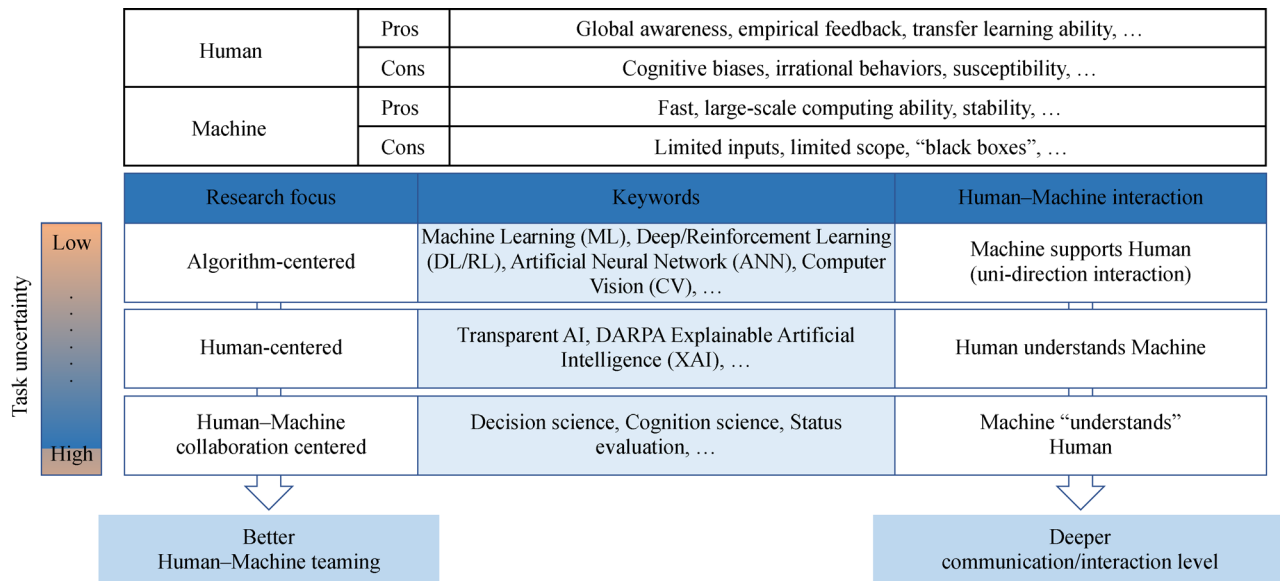 Human
Pros
Global awareness, empirical feedback, transfer learning ability, …
Cons
Cognitive biases, irrational behaviors, susceptibility, …
Machine
Pros
Fast, large-scale computing ability, stability, …
Cons
Limited inputs, limited scope, “black boxes”, …
Research focus
Keywords
Human–Machine interaction
Task uncertainty
Low
Algorithm-centered
Machine Learning (ML), Deep/Reinforcement Learning
(DL/RL), Artificial Neural Network (ANN), Computer
Vision (CV), …
Machine supports Human
(uni-direction interaction)
Human-centered
Transparent AI, DARPA Explainable Artificial
Intelligence (XAI), …
Human understands Machine
High
Human–Machine
collaboration centered
Decision science, Cognition science, Status
evaluation, …
Machine “understands”
Human
Better
Human–Machine teaming
Deeper
communication/interaction level